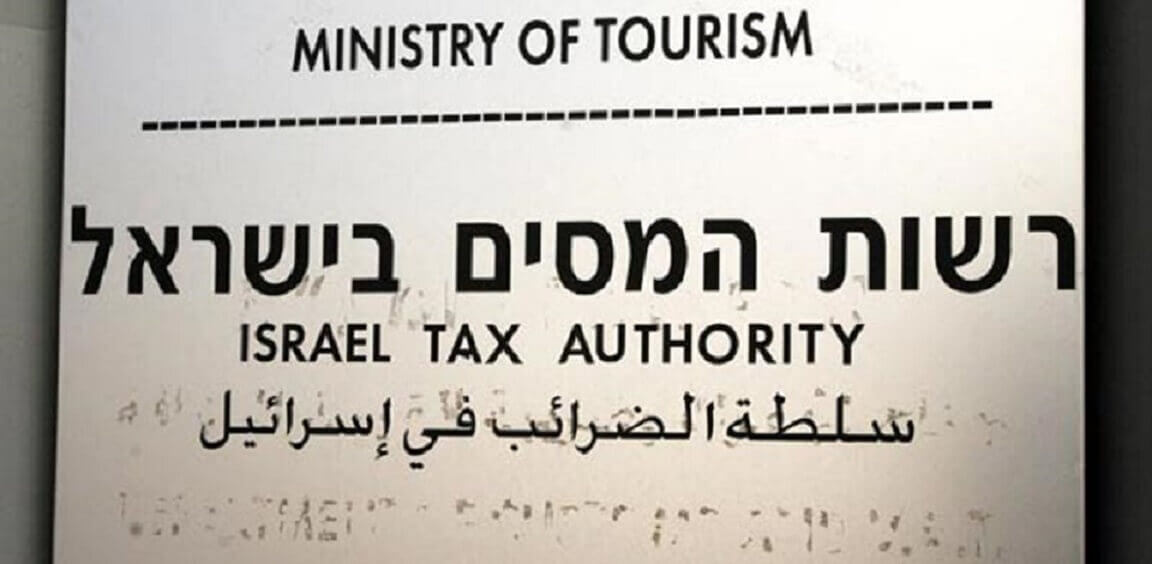 MINISTRY OF TOURISM
--------------------------------------------
רשות המסים בישראל
ISRAEL TAX AUTHORITY
سلطة الضرائب في إسرائيل